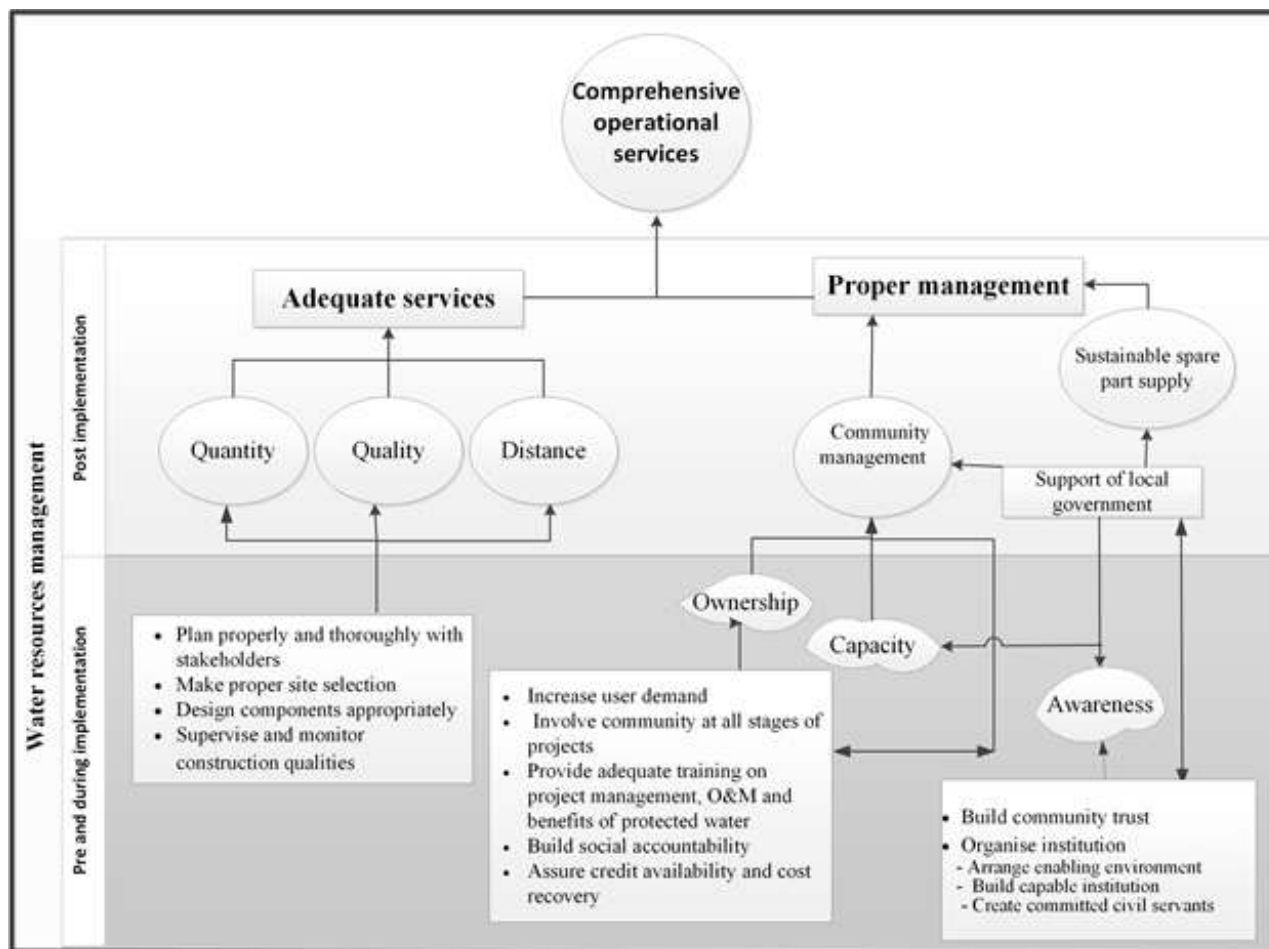 Comprehensive
operational
services
Adequate services
Proper management
Sustainable spare
part supply
Quantity
Quality
Distance
Community
management
Support of local
government
Water resources management
Post implementation
Pre and during implementation
Ownership
Capacity
Awareness
• Plan properly and thoroughly with
stakeholders
• Make proper site selection
• Design components appropriately
• Supervise and monitor
construction qualities
• Increase user demand
• Involve community at all stages of
projects
• Provide adequate training on
project management, O&M and
benefits of protected water
• Build social accountability
• Assure credit availability and cost
recovery
• Build community trust
• Organise institution
- Arrange enabling environment
- Build capable institution
- Create committed civil servants